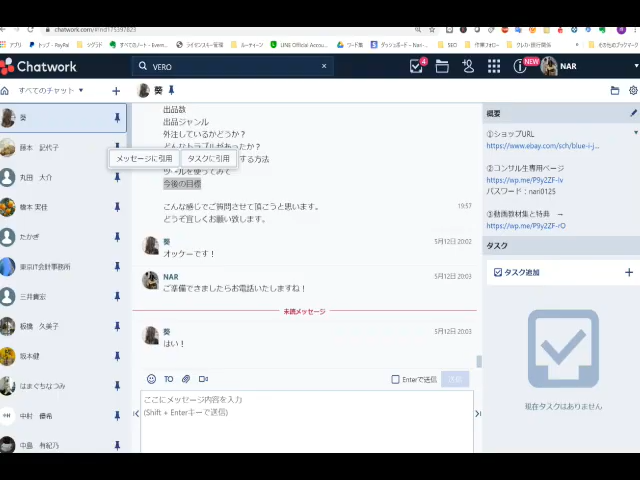 chatwork.com/#!rid175397823
アプリ
トップ - PayPal
ツグラド
すべてのノート - Evern...
ライセンスキー管理
ルーティーン
LINE Official Accou...
ワード集
ダッシュボード ‹ Nari-...
SEO
作業フォロー
クレカ・銀行関係
その他のブックマーク
Chatwork
VERO
4
NEW
NAR
すべてのチャット
葵
藤本 記代子
丸田 大介
橋本 実佳
たかぎ
東京IT会計事務所
三井貴宏
板橋 久美子
坂本健
はまぐちなつみ
中村 優希
中島 有紀乃
葵
出品数
出品ジャンル
外注しているかどうか？
どんなトラブルがあったか？
する方法
ツールを使ってみて
今後の目標
メッセージに引用
タスクに引用
こんな感じでご質問させて頂こうと思います。
どうぞ宜しくお願い致します。
19:57
葵
5月12日 20:02
オッケーです！
NAR
5月12日 20:03
ご準備できましたらお電話いたしますね！
未読メッセージ
葵
5月12日 20:03
はい！
TO
Enterで送信
送信
ここにメッセージ内容を入力
(Shift + Enterキーで送信)
概要
①ショップURL
https://www.ebay.com/sch/blue-i-j...
②コンサル生専用ページ
https://wp.me/P9y2ZF-lv
パスワード：nari0125
③動画教材集と特典 →
https://wp.me/P9y2ZF-rO
タスク
タスク追加
現在タスクはありません